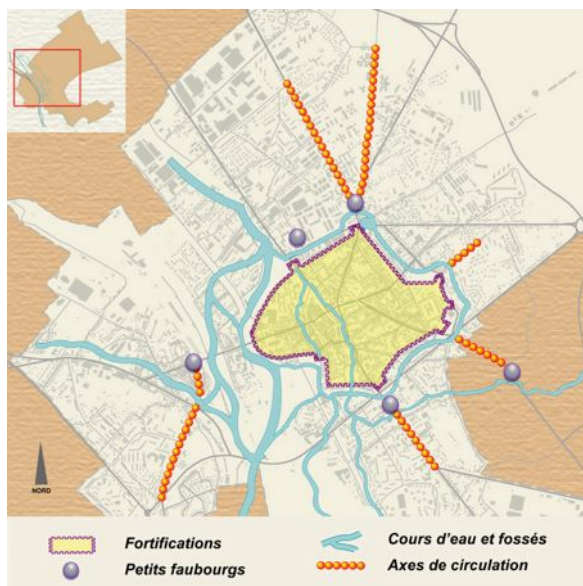 NORD
Fortifications
Cours d'eau et fossés
Petits faubourgs
Axes de circulation